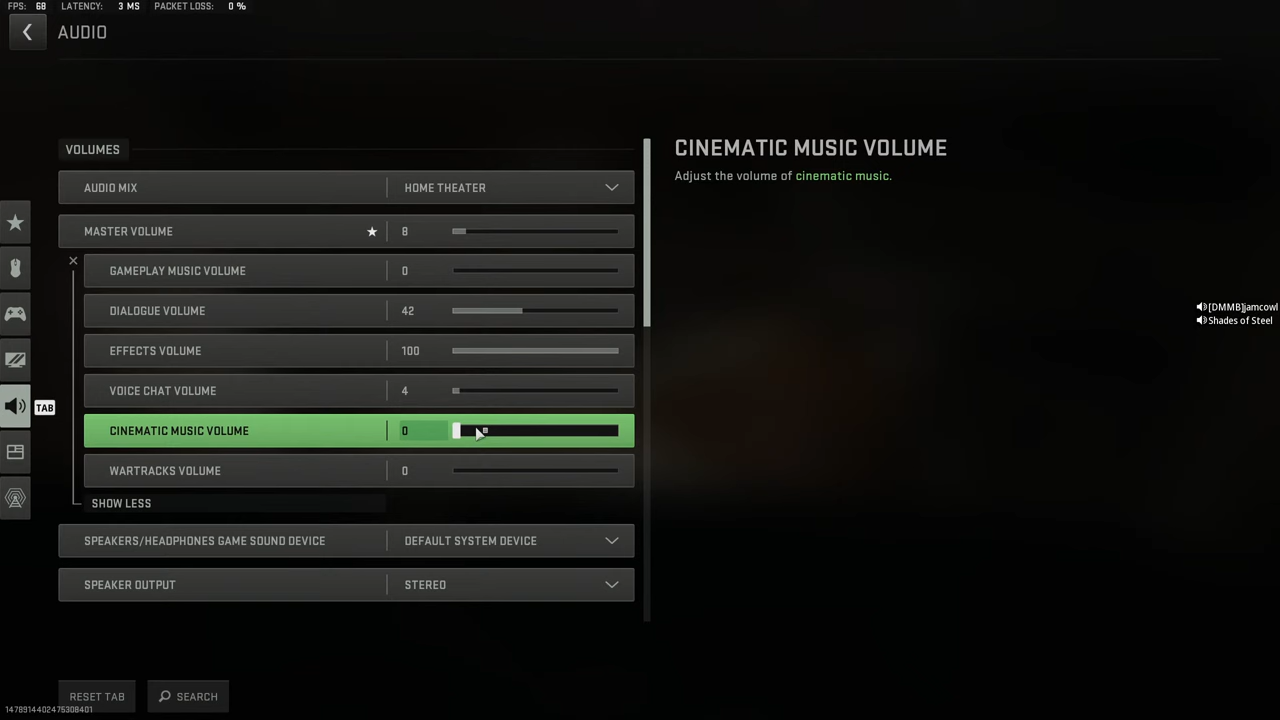 FPS: 68 LATENCY: 3 MS PACKET LOSS: 0 %
AUDIO
VOLUMES
AUDIO MIX HOME THEATER
MASTER VOLUME 8
GAMEPLAY MUSIC VOLUME 0
DIALOGUE VOLUME 42
EFFECTS VOLUME 100
VOICE CHAT VOLUME 4
CINEMATIC MUSIC VOLUME 0
WARTRACKS VOLUME 0
SHOW LESS
SPEAKERS/HEADPHONES GAME SOUND DEVICE DEFAULT SYSTEM DEVICE
SPEAKER OUTPUT STEREO
TAB
CINEMATIC MUSIC VOLUME
Adjust the volume of cinematic music.
[DMMB]jamcowl
Shades of Steel
RESET TAB SEARCH
1478914402475308401